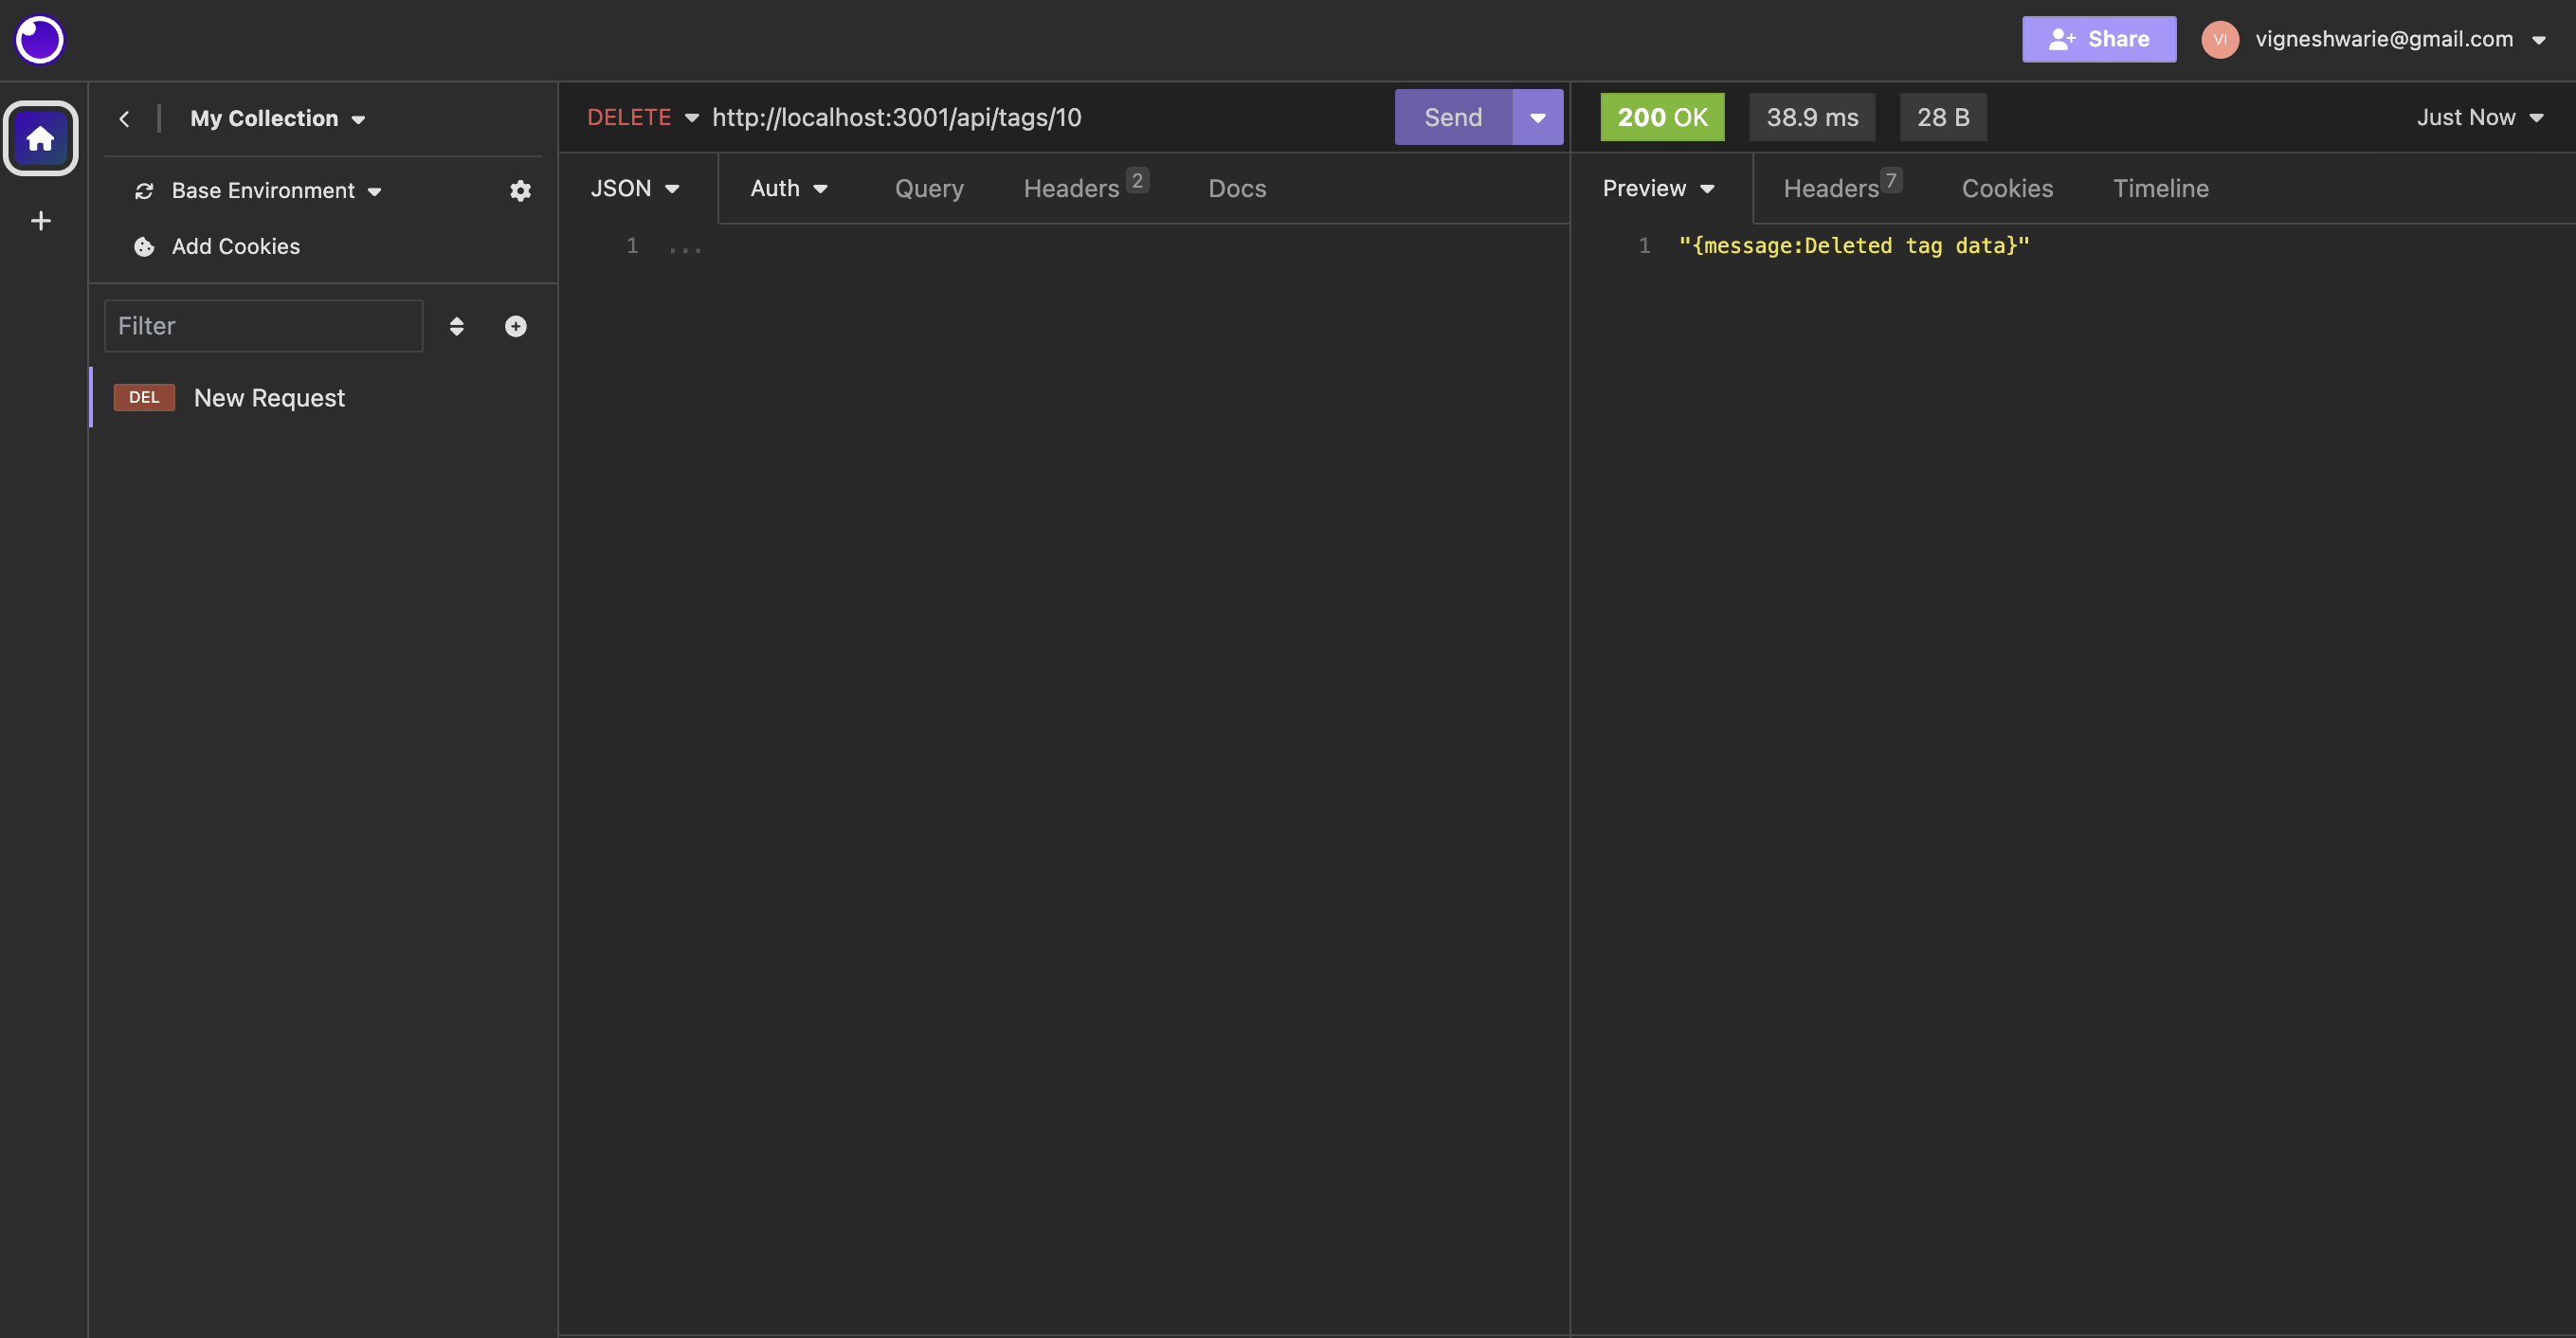 Share
VI
vigneshwarie@gmail.com
My Collection
Base Environment
Add Cookies
Filter
DEL New Request
DELETE http://localhost:3001/api/tags/10 Send
JSON Auth Query Headers 2 Docs
1 ...
200 OK 38.9 ms 28 B Just Now
Preview Headers 7 Cookies Timeline
1 "{message:Deleted tag data}"